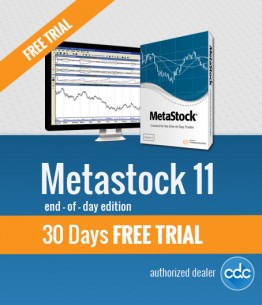 FREE TRIAL
MetaStock
Metastock 11
end - of - day edition
30 Days FREE TRIAL
authorized dealer
cdc